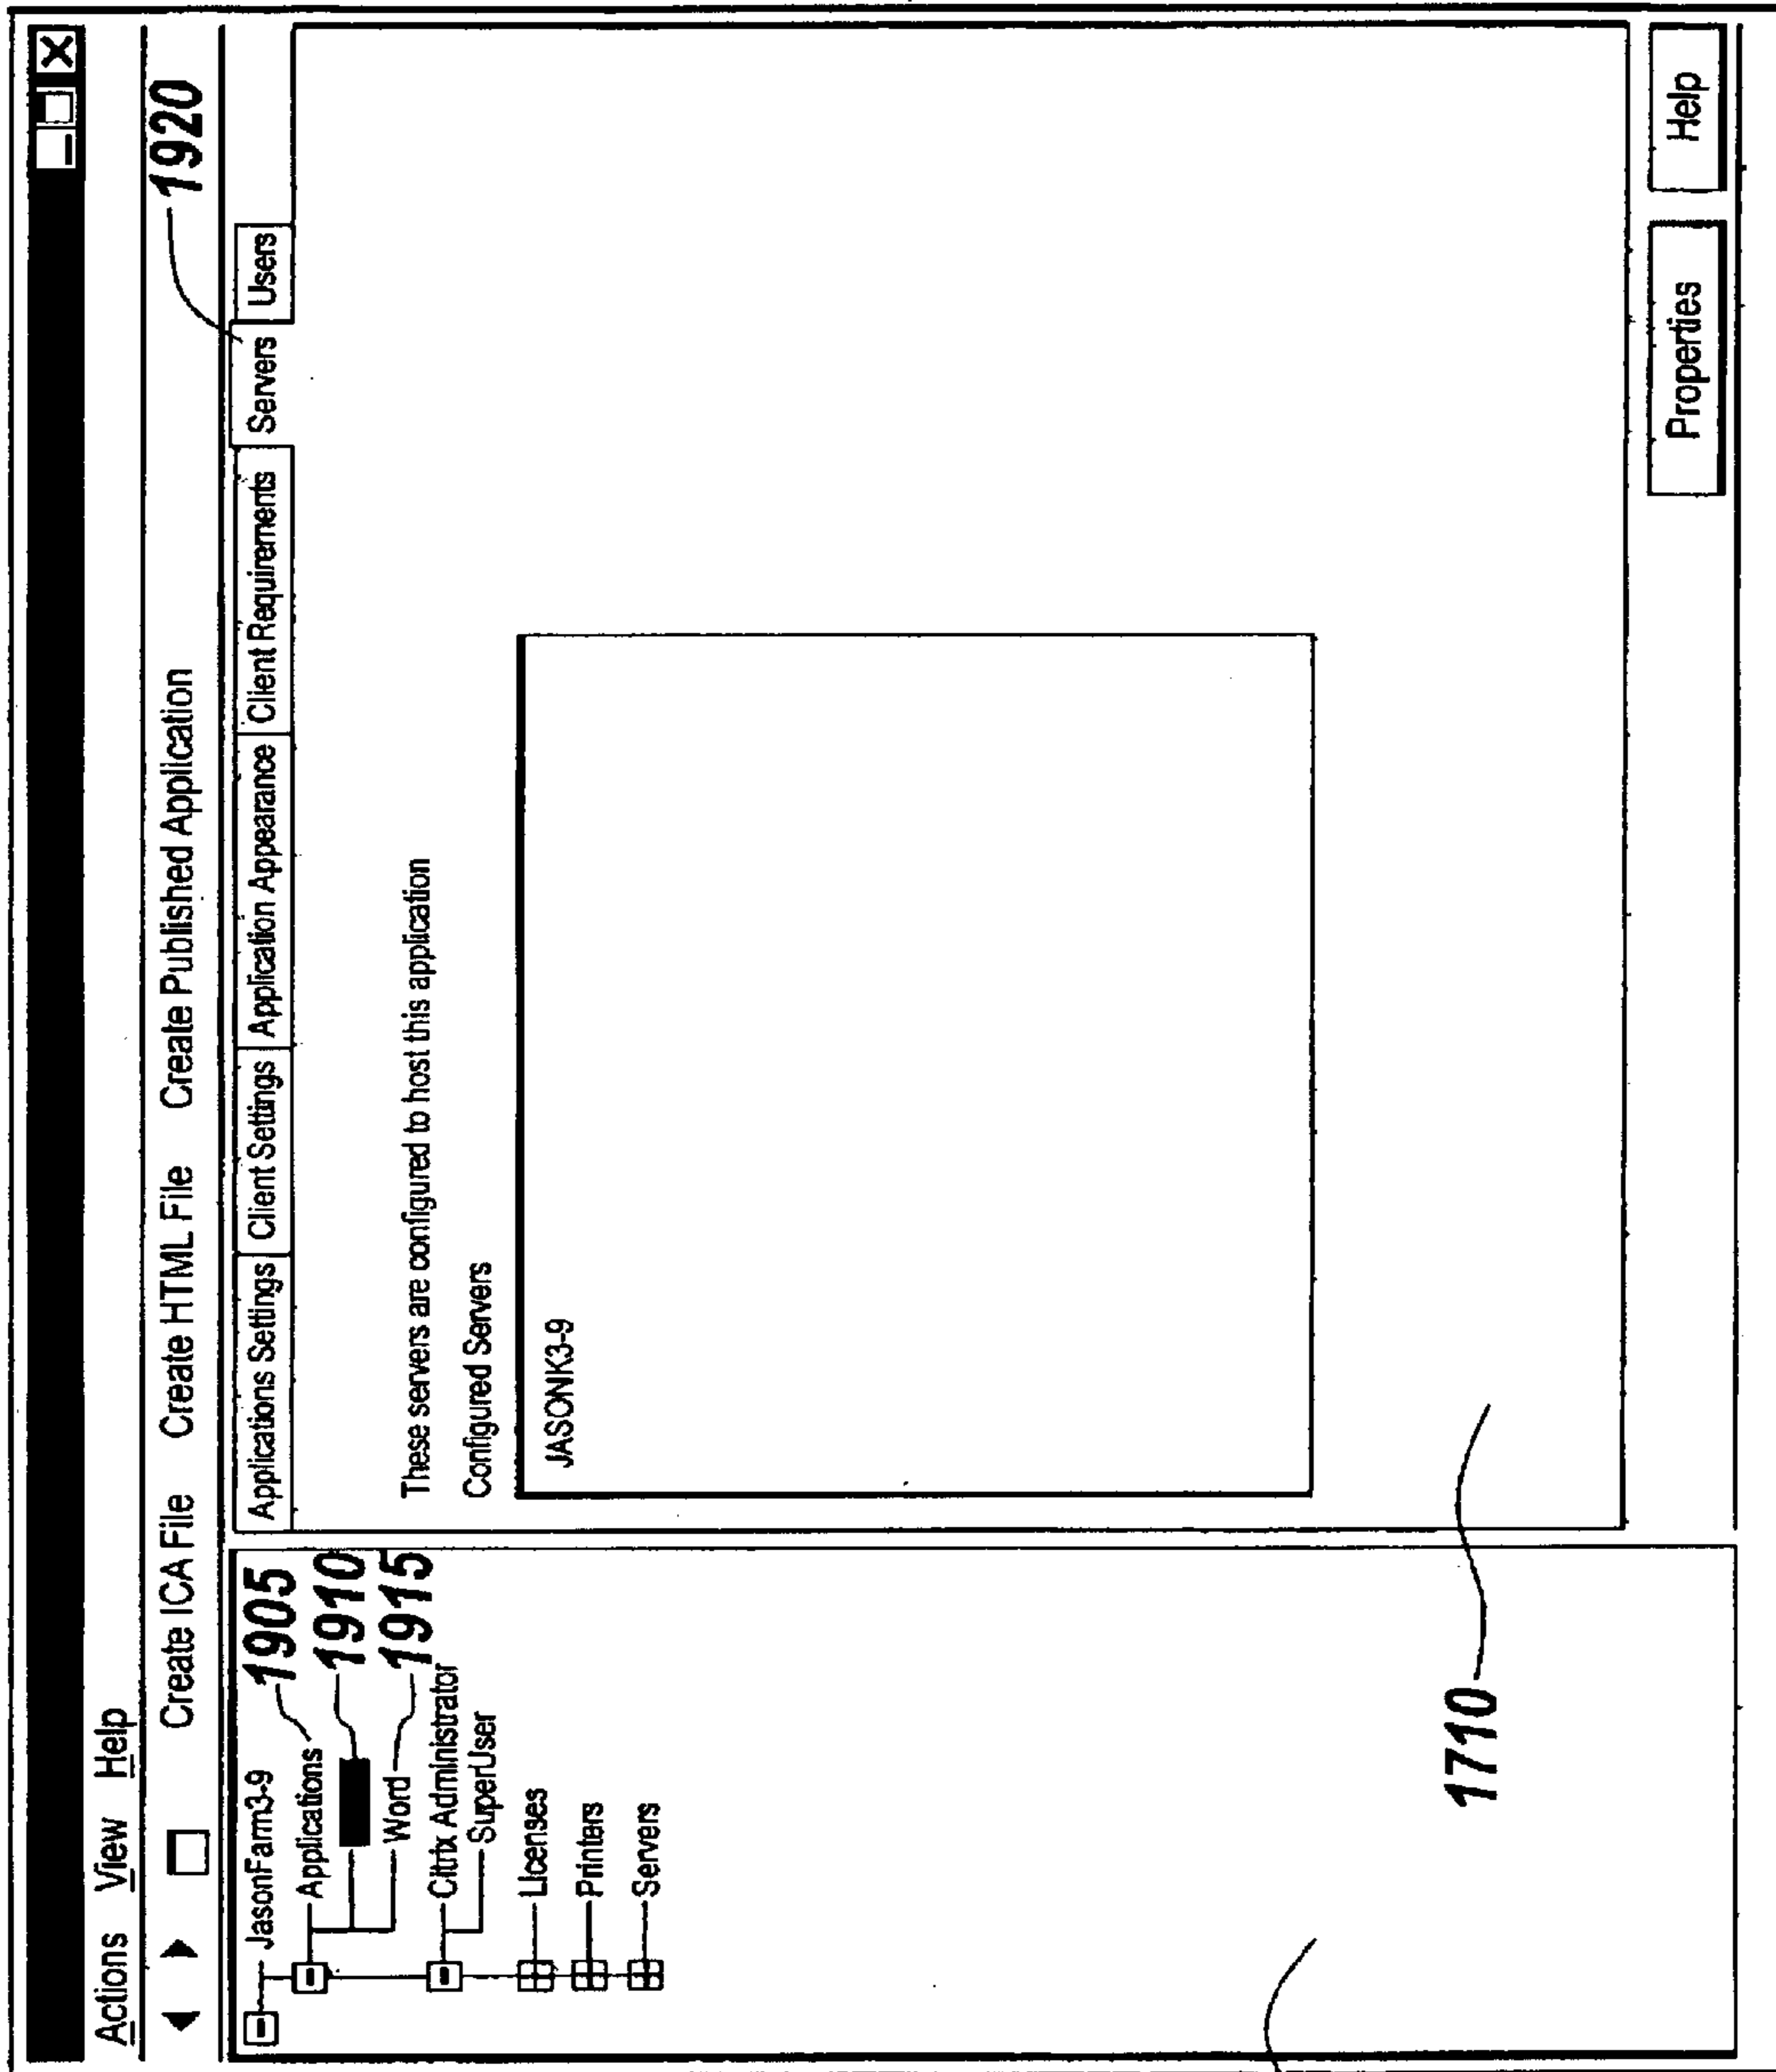 Actions View Help
Create ICA File Create HTML File Create Published Application
1920
JasonFarm3-9
1905
Applications
1910
Word
1915
Citrix Administrator
SuperUser
Licenses
Printers
Servers
Applications Settings Client Settings Application Appearance Client Requirements Servers Users
These servers are configured to host this application
Configured Servers
JASONK3-9
1710
Properties Help